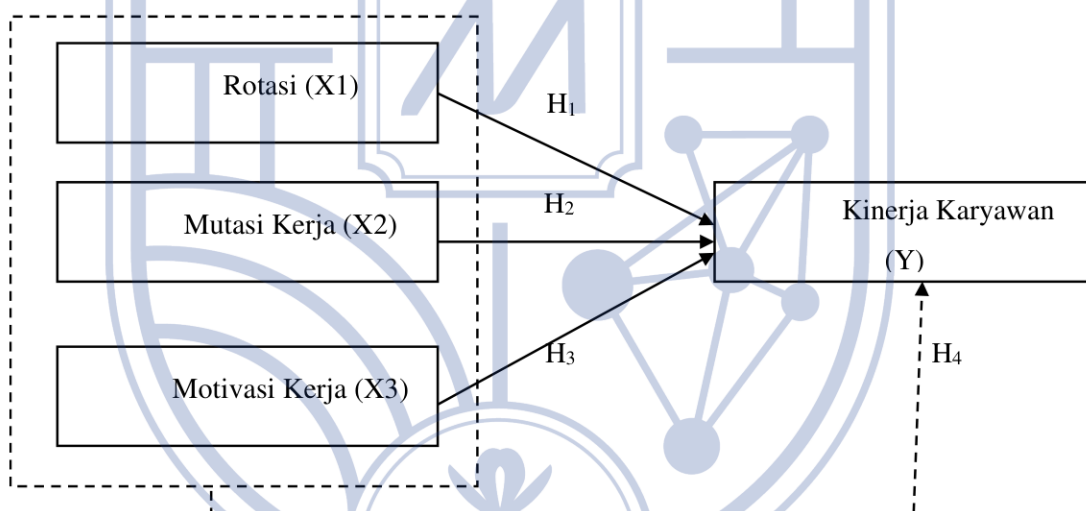 Rotasi (X1)
H1
Mutasi Kerja (X2)
H2
Kinerja Karyawan
(Y)
Motivasi Kerja (X3)
H3
H4